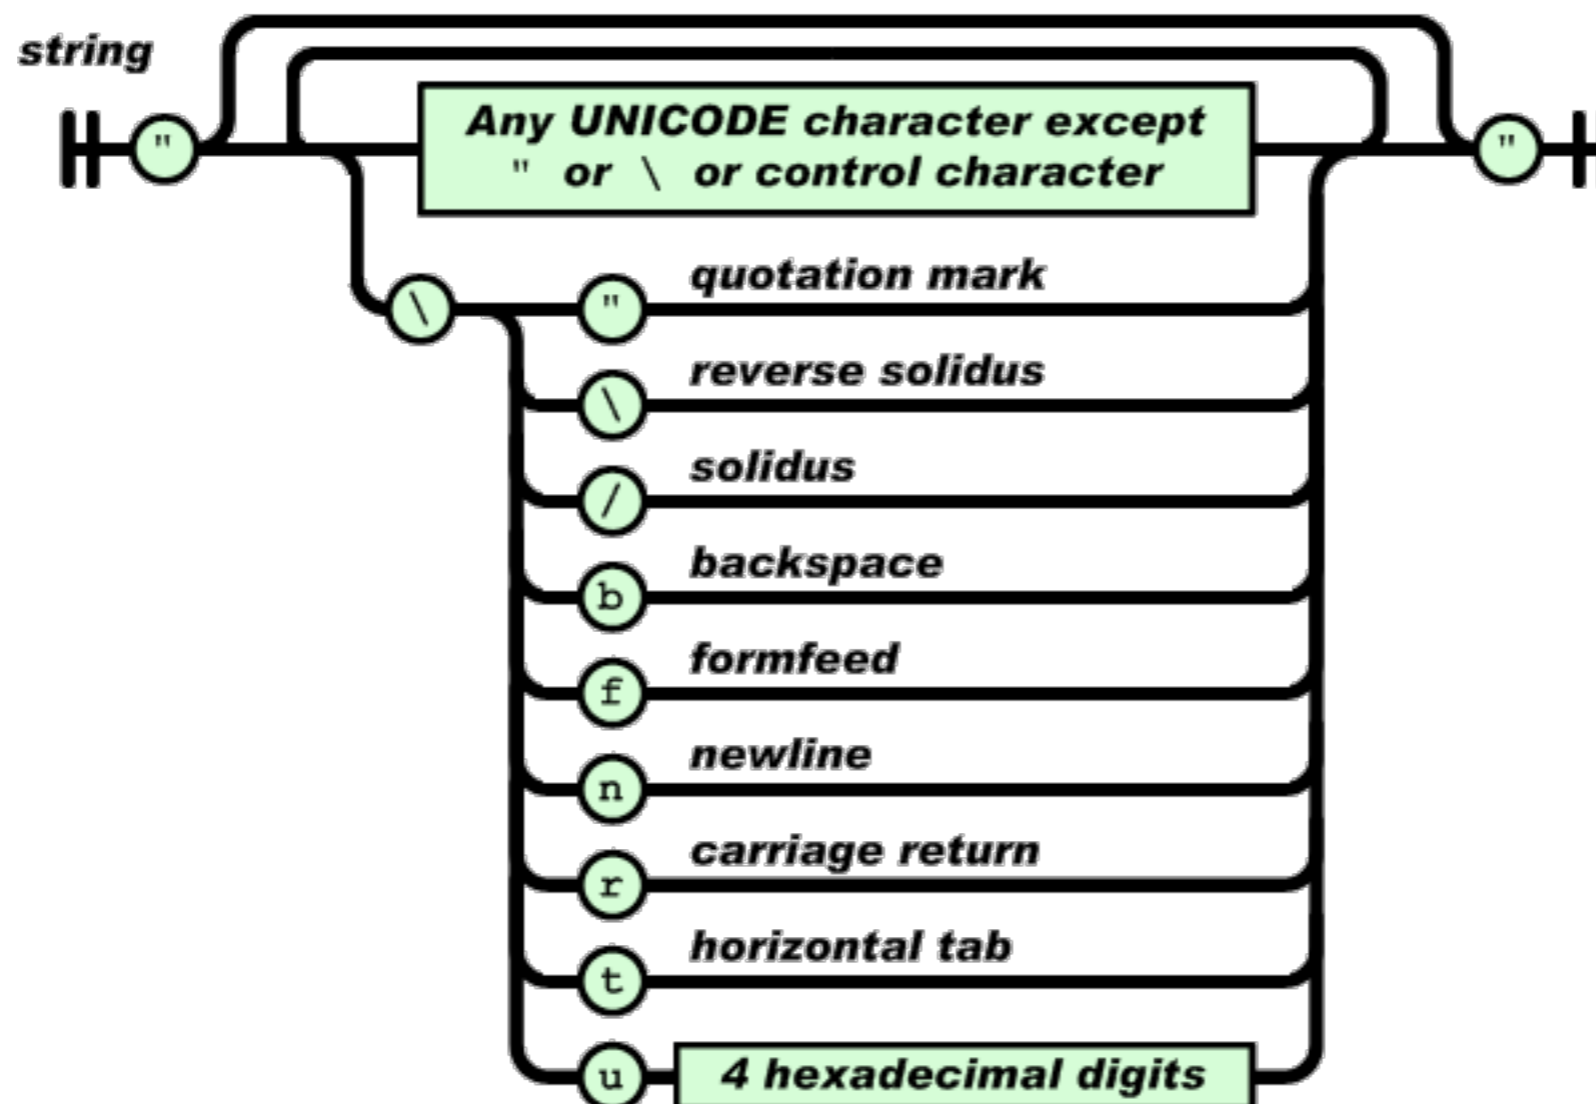 string
" Any UNICODE character except "
" or \ or control character
\ " quotation mark
\ reverse solidus
/ solidus
b backspace
f formfeed
n newline
r carriage return
t horizontal tab
u 4 hexadecimal digits